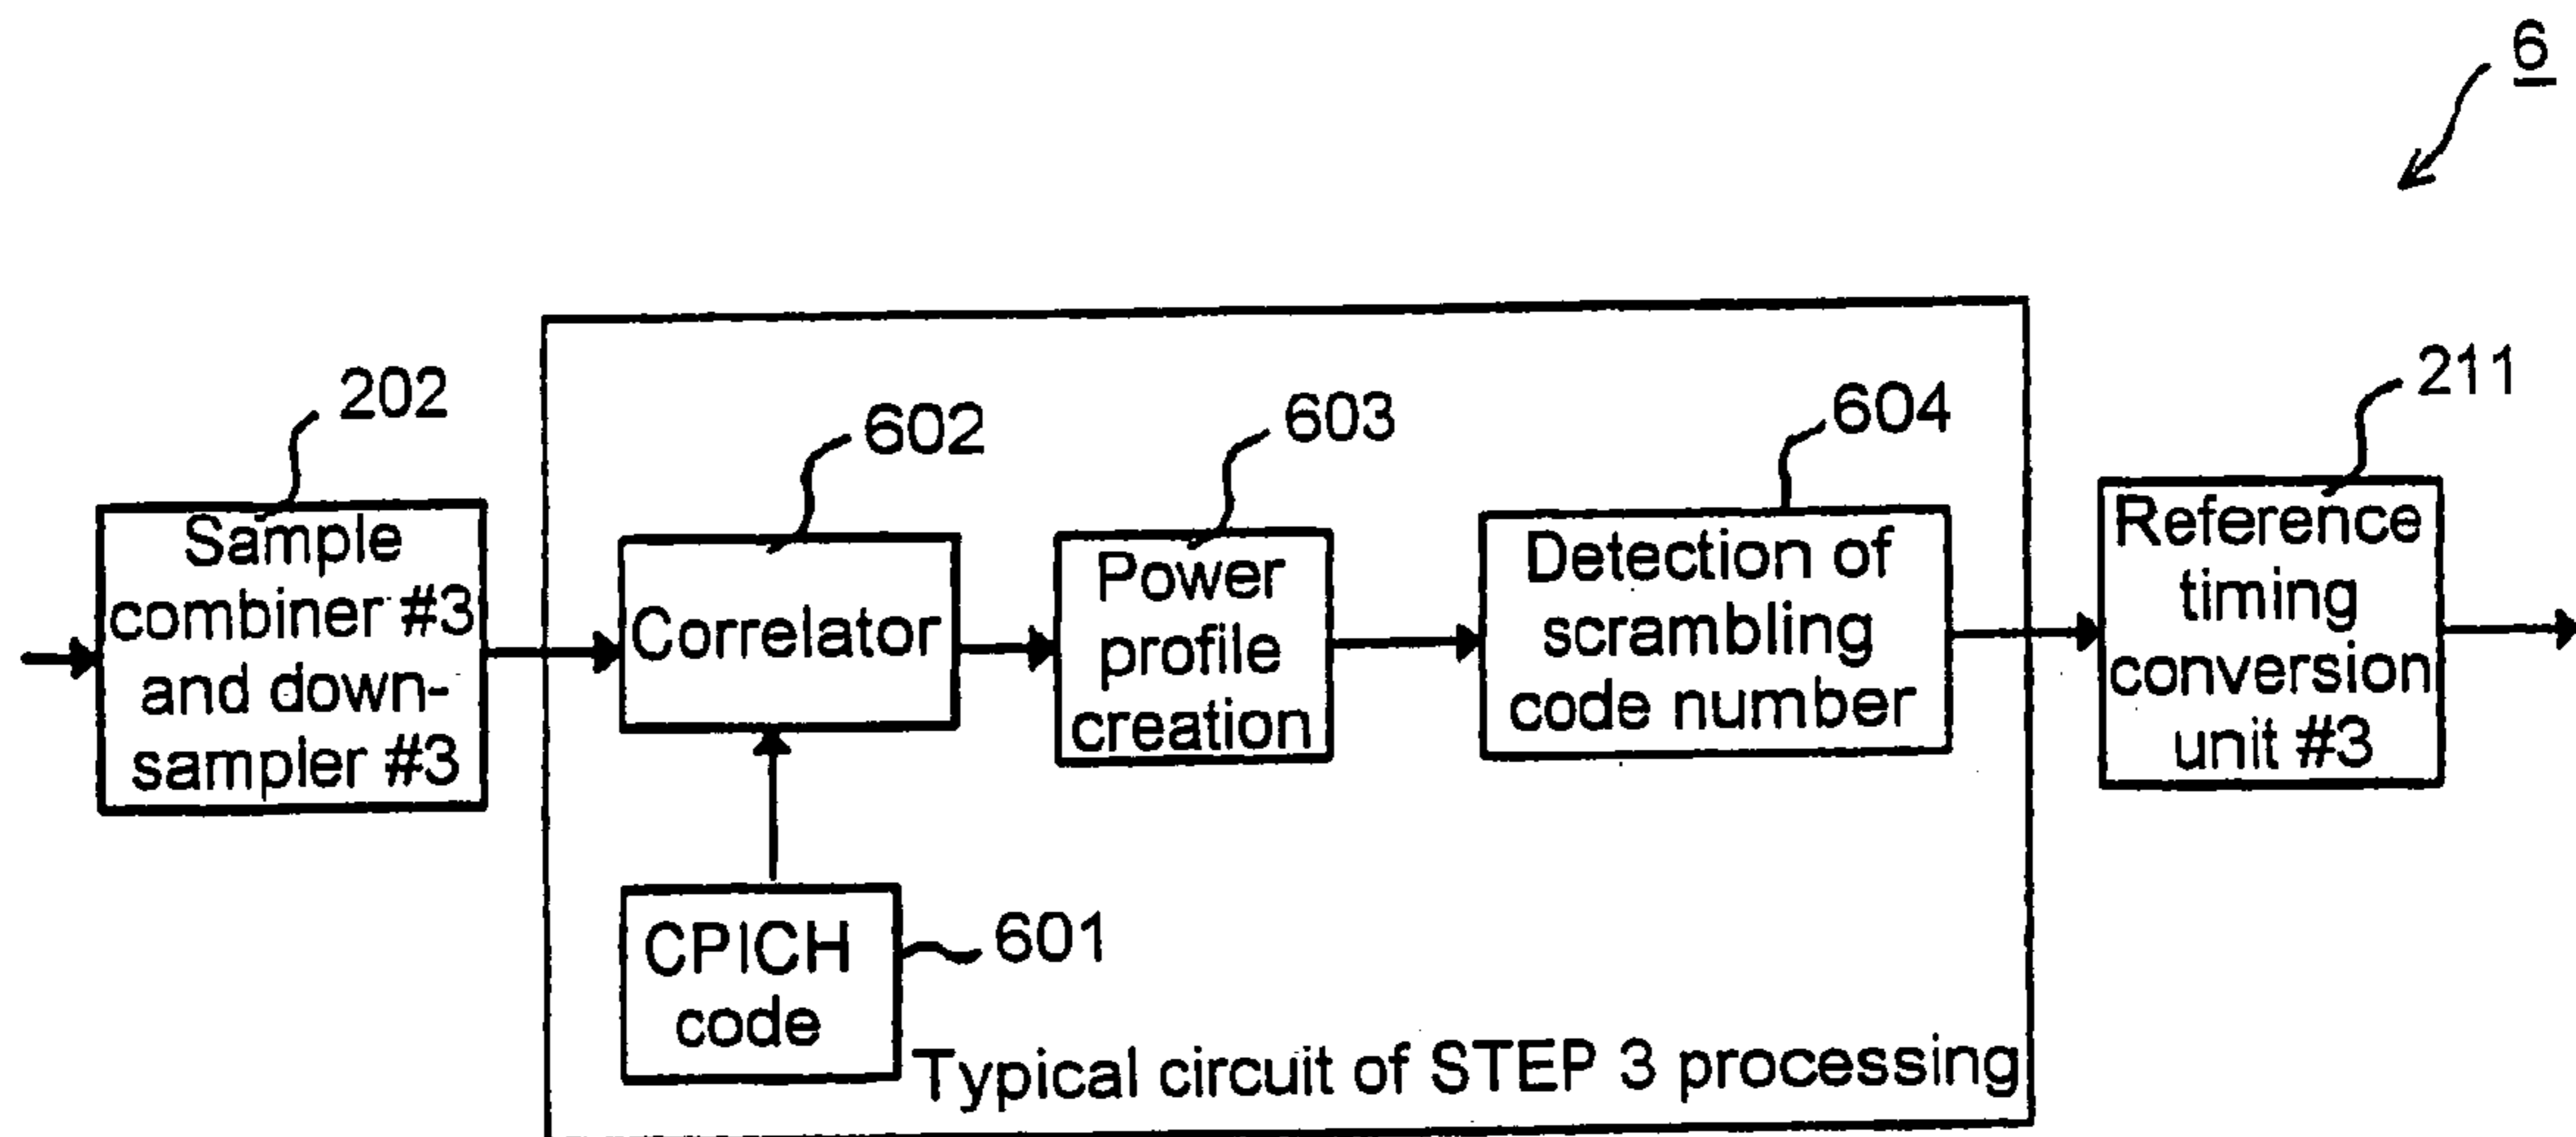 6
202
602
603
604
211
Sample
combiner #3
and down-
sampler #3
Correlator
Power
profile
creation
Detection of
scrambling
code number
Reference
timing
conversion
unit #3
CPICH
code
601
Typical circuit of STEP 3 processing